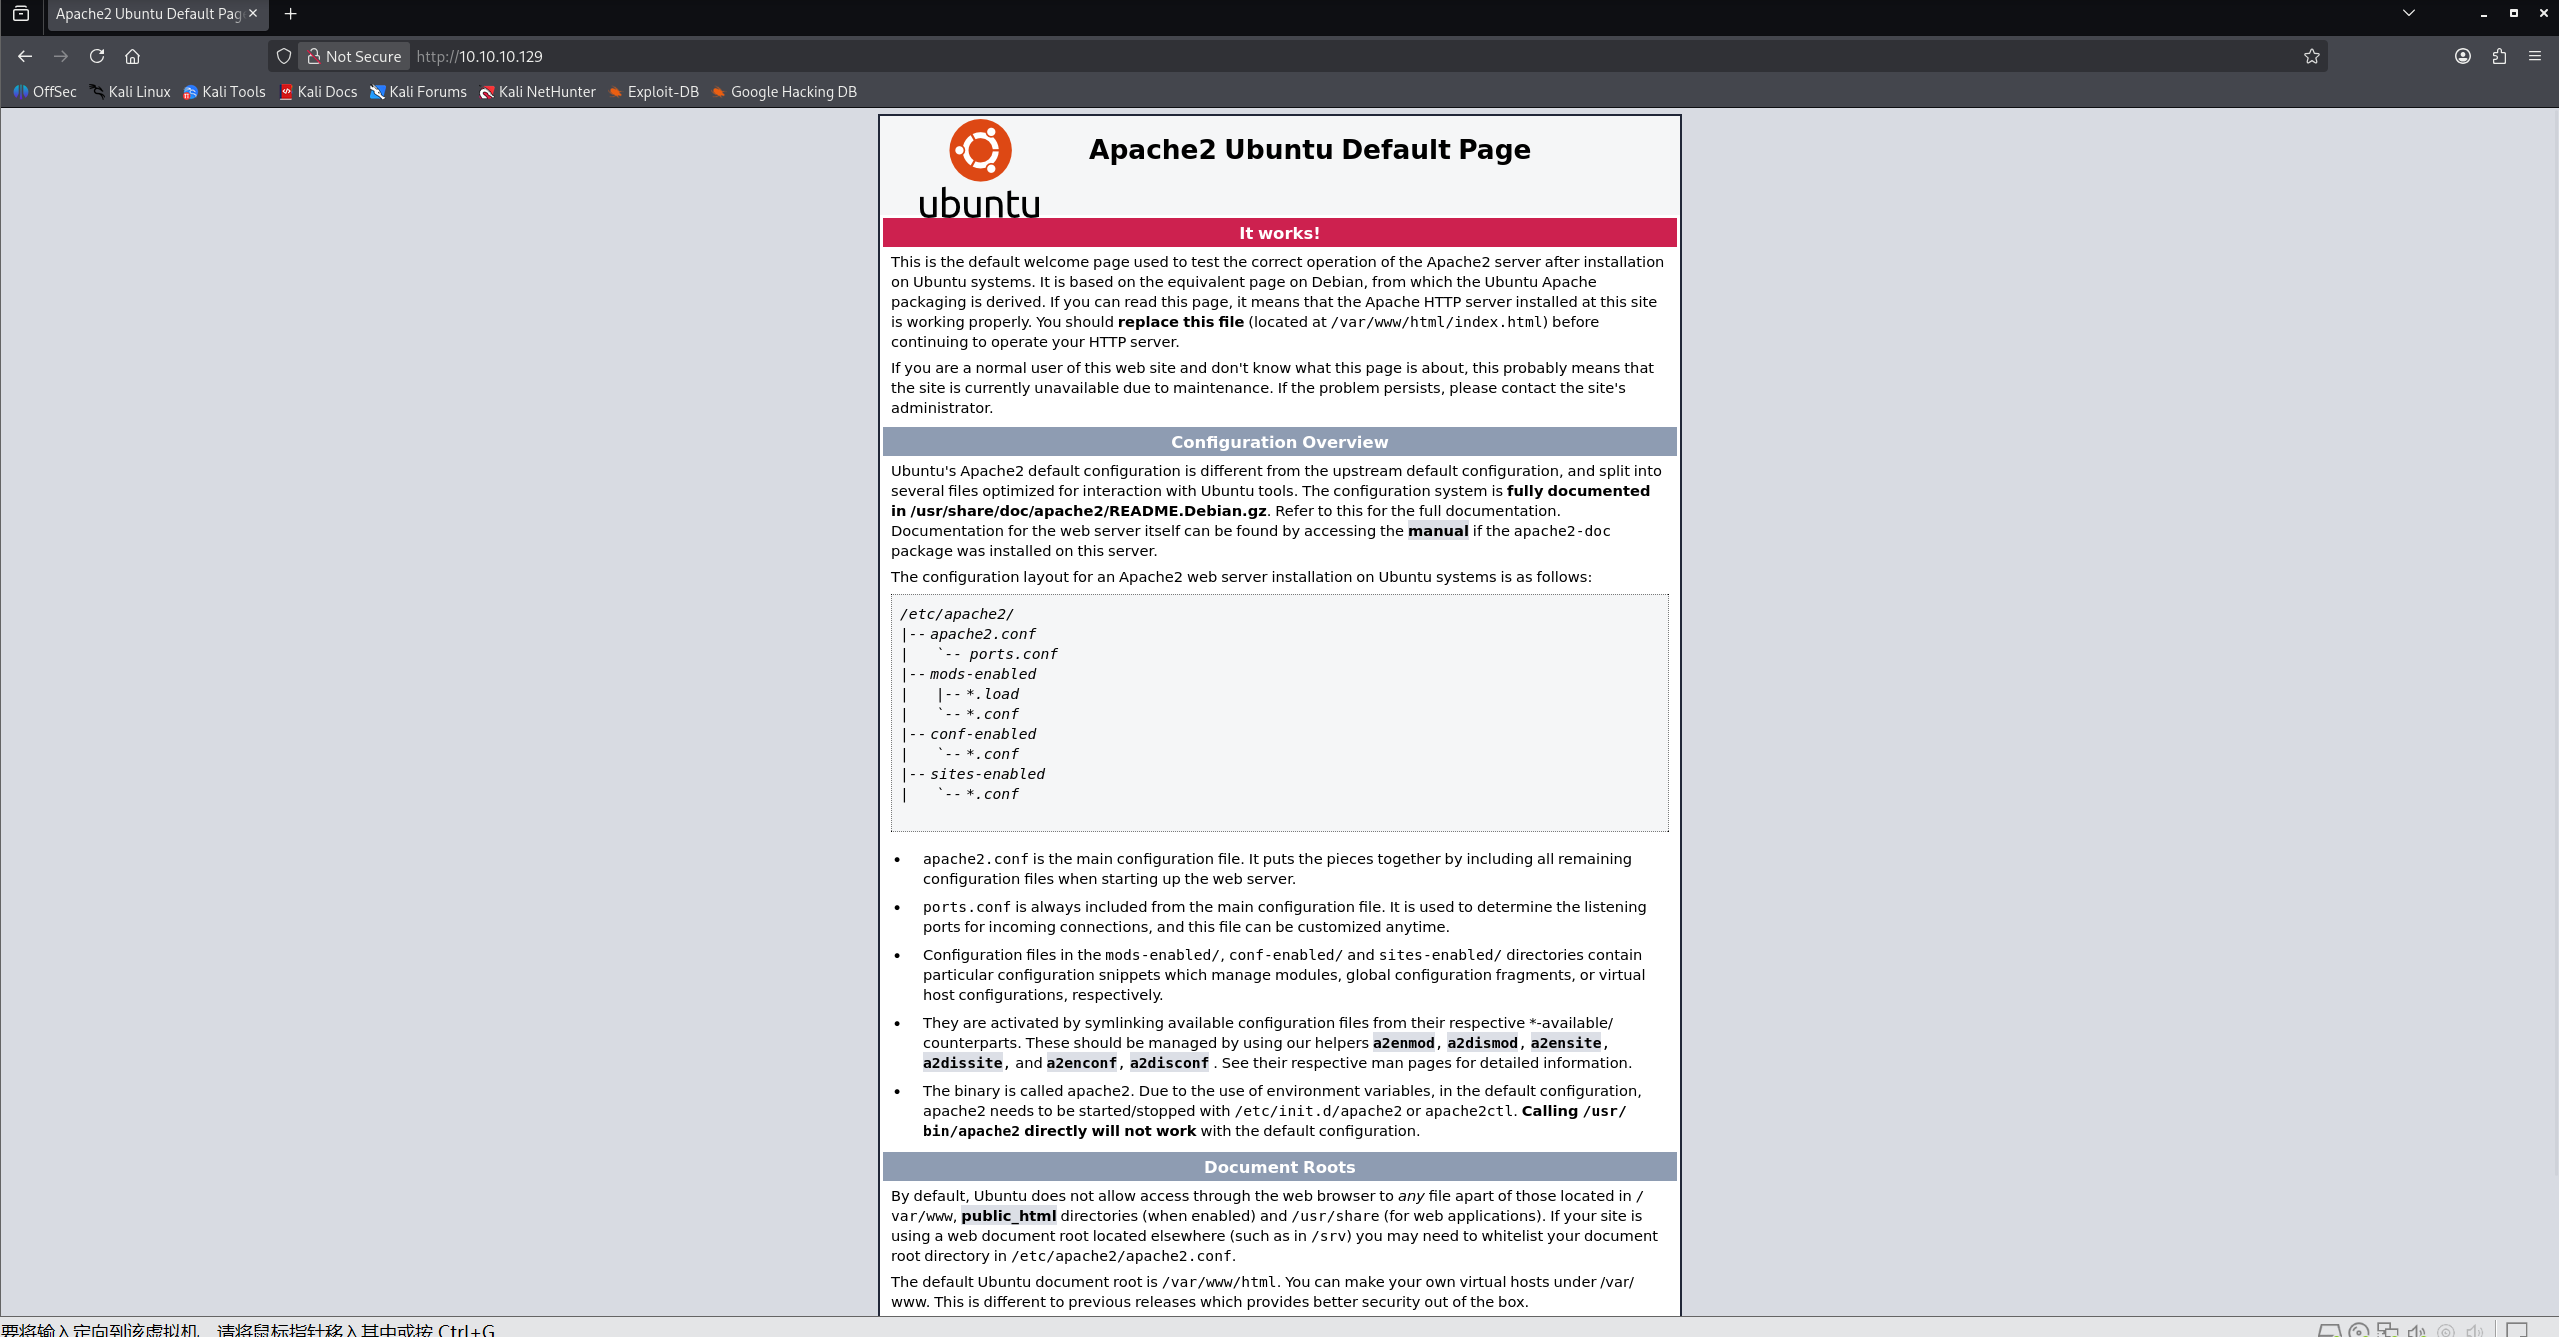 Apache2 Ubuntu Default Pag
Not Secure http://10.10.10.129
OffSec Kali Linux Kali Tools Kali Docs Kali Forums Kali NetHunter Exploit-DB Google Hacking DB
ubuntu
Apache2 Ubuntu Default Page
It works!
This is the default welcome page used to test the correct operation of the Apache2 server after installation
on Ubuntu systems. It is based on the equivalent page on Debian, from which the Ubuntu Apache
packaging is derived. If you can read this page, it means that the Apache HTTP server installed at this site
is working properly. You should replace this file (located at /var/www/html/index.html) before
continuing to operate your HTTP server.
If you are a normal user of this web site and don't know what this page is about, this probably means that
the site is currently unavailable due to maintenance. If the problem persists, please contact the site's
administrator.
Configuration Overview
Ubuntu's Apache2 default configuration is different from the upstream default configuration, and split into
several files optimized for interaction with Ubuntu tools. The configuration system is fully documented
in /usr/share/doc/apache2/README.Debian.gz. Refer to this for the full documentation.
Documentation for the web server itself can be found by accessing the manual if the apache2-doc
package was installed on this server.
The configuration layout for an Apache2 web server installation on Ubuntu systems is as follows:
/etc/apache2/
|-- apache2.conf
|   `-- ports.conf
|-- mods-enabled
|   |-- *.load
|   `-- *.conf
|-- conf-enabled
|   `-- *.conf
|-- sites-enabled
|   `-- *.conf
• apache2.conf is the main configuration file. It puts the pieces together by including all remaining
configuration files when starting up the web server.
• ports.conf is always included from the main configuration file. It is used to determine the listening
ports for incoming connections, and this file can be customized anytime.
• Configuration files in the mods-enabled/, conf-enabled/ and sites-enabled/ directories contain
particular configuration snippets which manage modules, global configuration fragments, or virtual
host configurations, respectively.
• They are activated by symlinking available configuration files from their respective *-available/
counterparts. These should be managed by using our helpers a2enmod, a2dismod, a2ensite,
a2dissite, and a2enconf, a2disconf . See their respective man pages for detailed information.
• The binary is called apache2. Due to the use of environment variables, in the default configuration,
apache2 needs to be started/stopped with /etc/init.d/apache2 or apache2ctl. Calling /usr/
bin/apache2 directly will not work with the default configuration.
Document Roots
By default, Ubuntu does not allow access through the web browser to any file apart of those located in /
var/www, public_html directories (when enabled) and /usr/share (for web applications). If your site is
using a web document root located elsewhere (such as in /srv) you may need to whitelist your document
root directory in /etc/apache2/apache2.conf.
The default Ubuntu document root is /var/www/html. You can make your own virtual hosts under /var/
www. This is different to previous releases which provides better security out of the box.
要将输入定向到该虚拟机，请将鼠标指针移入其中或按 Ctrl+G